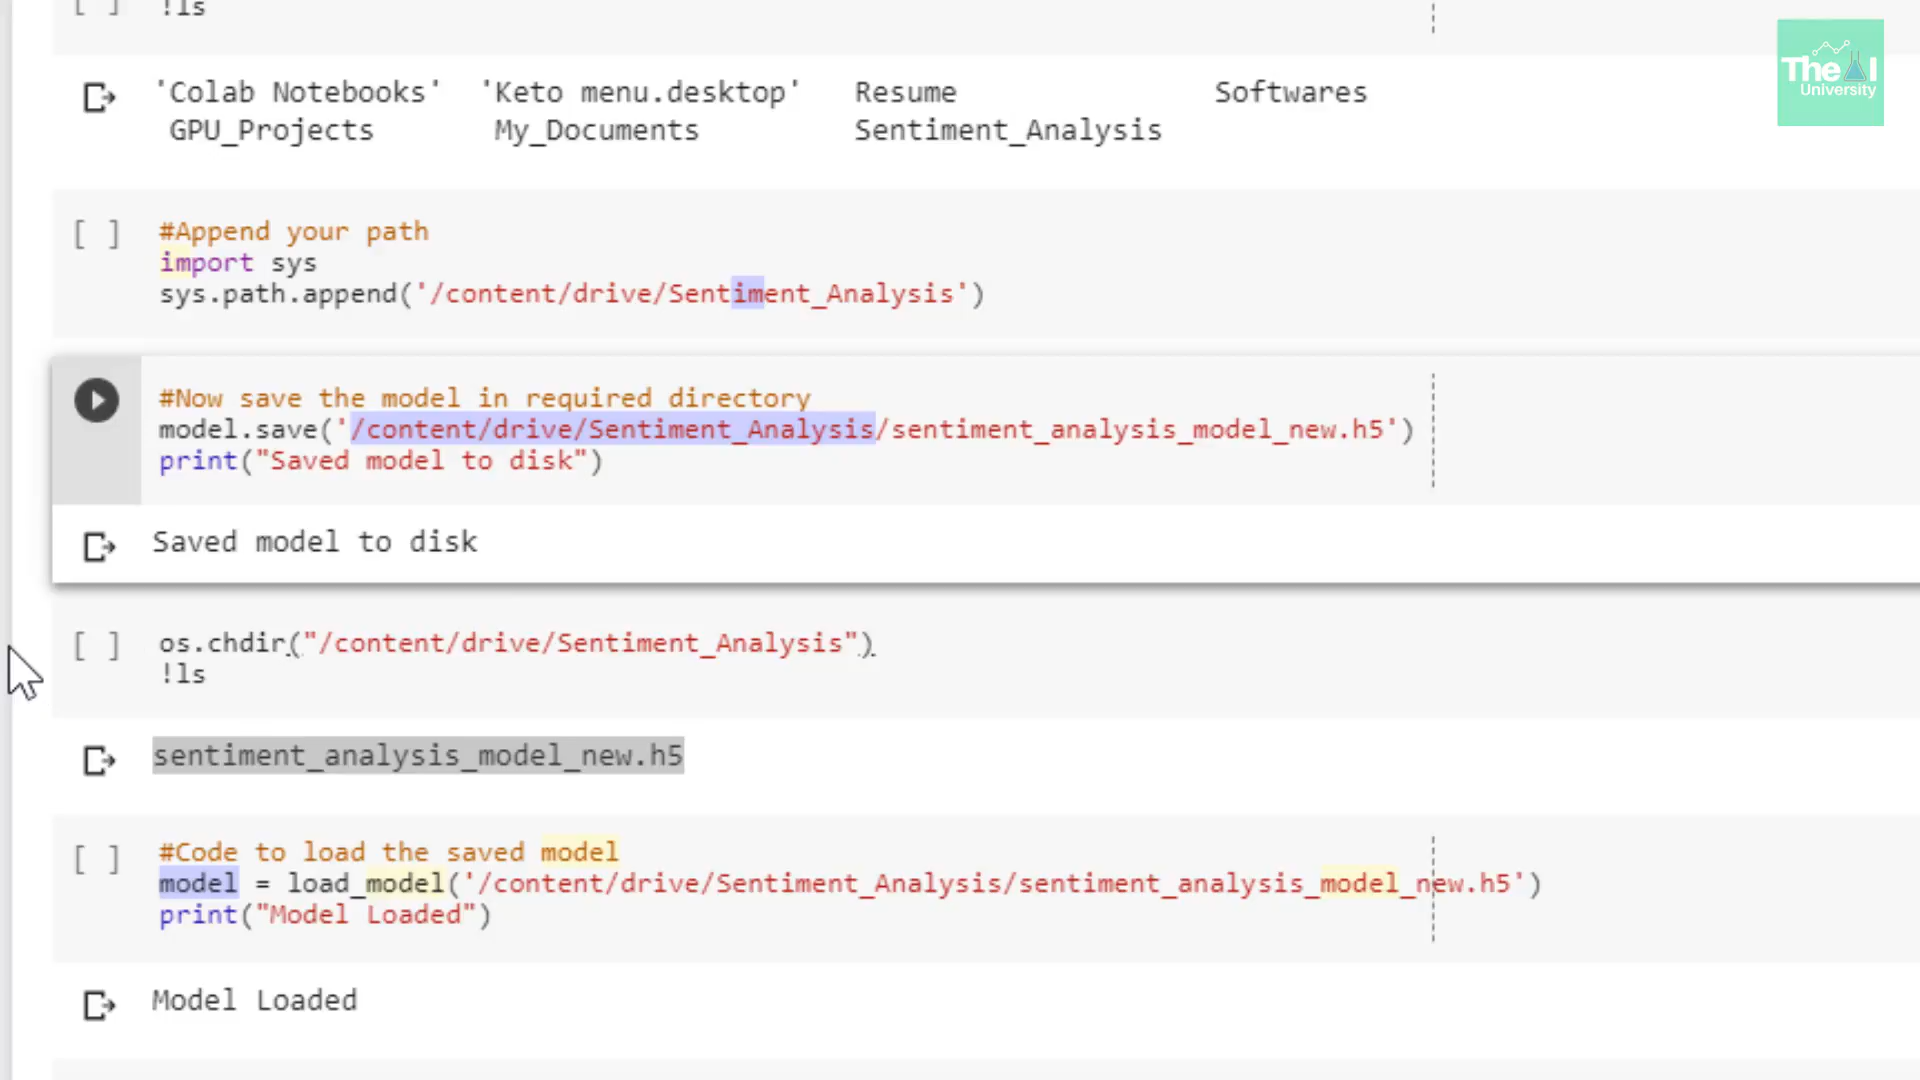 [ ] !ls
The AI
University
'Colab Notebooks' 'Keto menu.desktop' Resume Softwares
GPU_Projects My_Documents Sentiment_Analysis
[ ] #Append your path
import sys
sys.path.append('/content/drive/Sentiment_Analysis')
#Now save the model in required directory
model.save('/content/drive/Sentiment_Analysis/sentiment_analysis_model_new.h5')
print("Saved model to disk")
Saved model to disk
[ ] os.chdir("/content/drive/Sentiment_Analysis")
!ls
sentiment_analysis_model_new.h5
[ ] #Code to load the saved model
model = load_model('/content/drive/Sentiment_Analysis/sentiment_analysis_model_new.h5')
print("Model Loaded")
Model Loaded